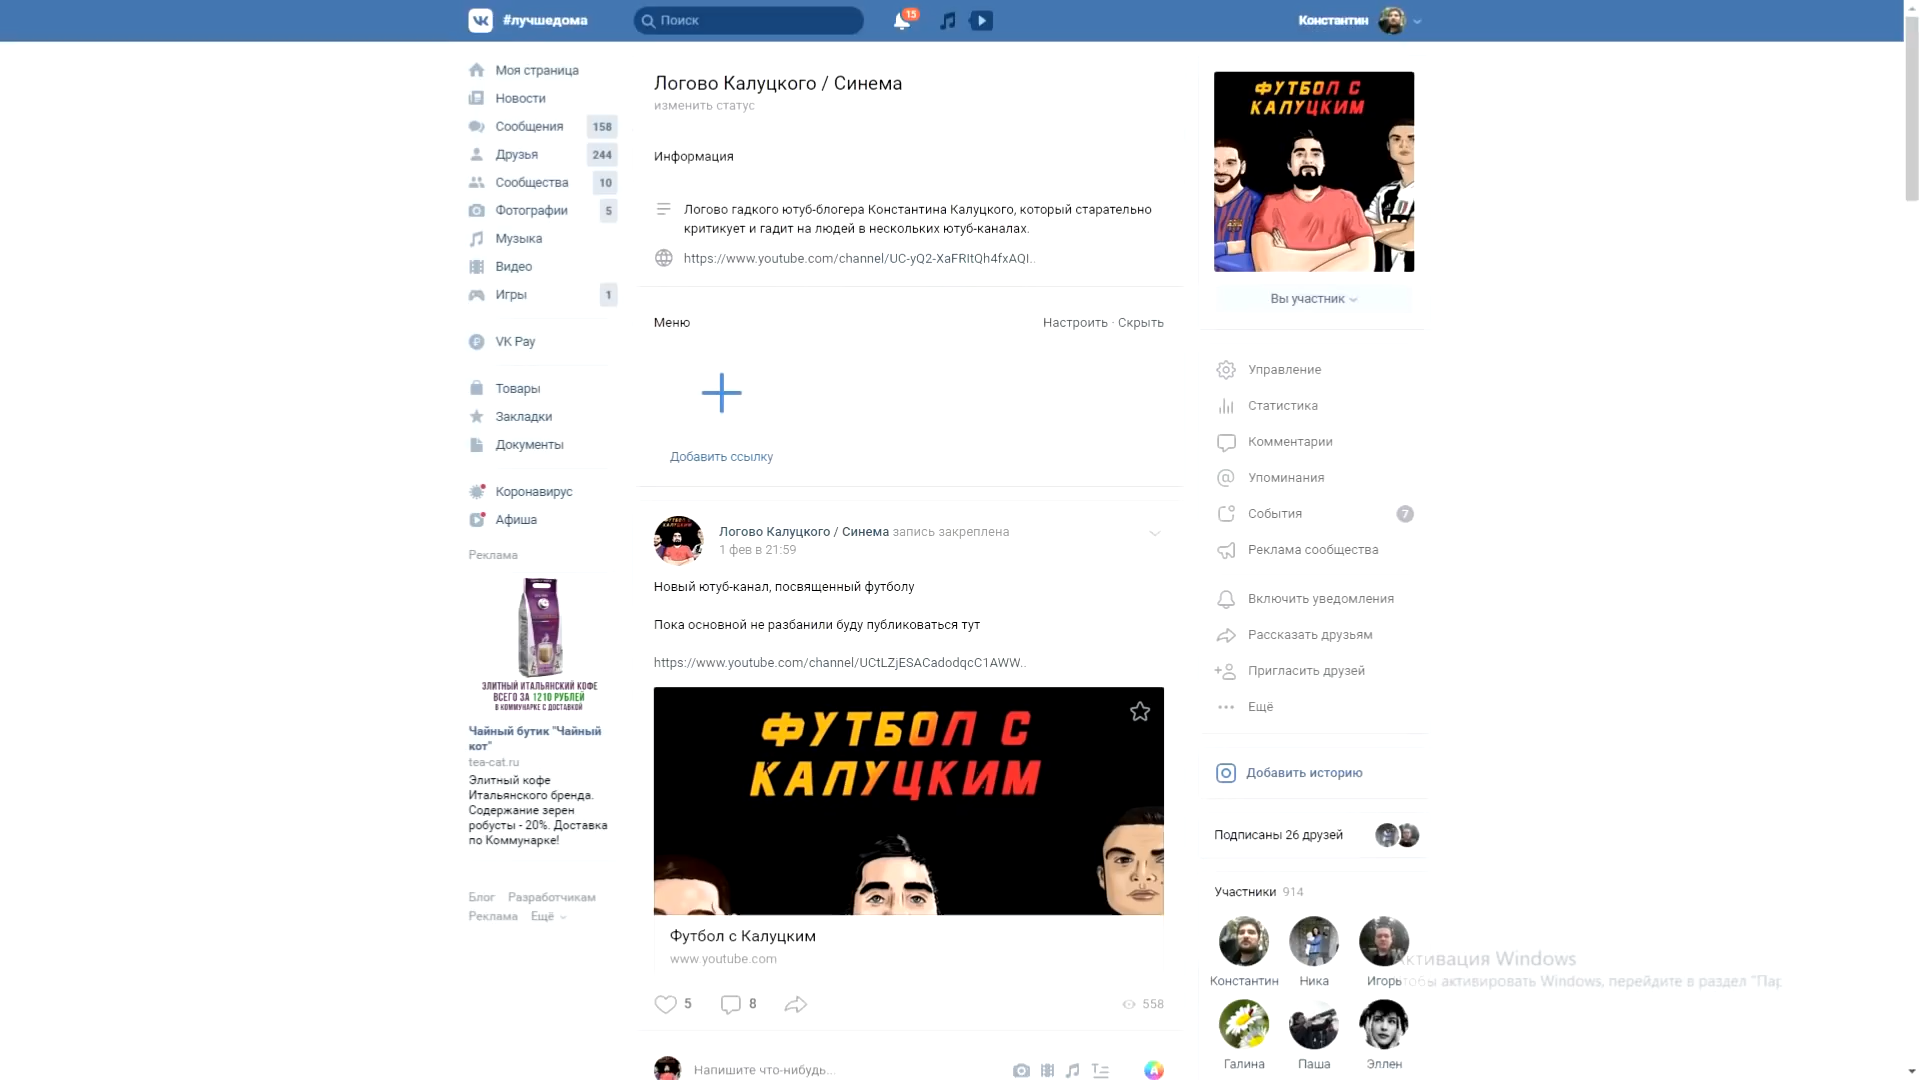 #лучшедома
Поиск
15
Константин
Моя страница
Новости
Сообщения 158
Друзья 244
Сообщества 10
Фотографии 5
Музыка
Видео
Игры 1
VK Pay
Товары
Закладки
Документы
Коронавирус
Афиша
Реклама
ЭЛИТНЫЙ ИТАЛЬЯНСКИЙ КОФЕ
ВСЕГО ЗА 1210 РУБЛЕЙ
В КОММУНАРКЕ С ДОСТАВКОЙ
Чайный бутик "Чайный
кот"
tea-cat.ru
Элитный кофе
Итальянского бренда.
Содержание зерен
робусты - 20%. Доставка
по Коммунарке!
Блог Разработчикам
Реклама Ещё
Логово Калуцкого / Синема
изменить статус
Информация
Логово гадкого ютуб-блогера Константина Калуцкого, который старательно
критикует и гадит на людей в нескольких ютуб-каналах.
https://www.youtube.com/channel/UC-yQ2-XaFRItQh4fxAQI..
Меню
Настроить · Скрыть
Добавить ссылку
Логово Калуцкого / Синема запись закреплена
1 фев в 21:59
Новый ютуб-канал, посвященный футболу
Пока основной не разбанили буду публиковаться тут
https://www.youtube.com/channel/UCtLZjESACadodqcC1AWW..
ФУТБОЛ С
КАЛУЦКИМ
Футбол с Калуцким
www.youtube.com
5 8 558
Напишите что-нибудь...
ФУТБОЛ С
КАЛУЦКИМ
Вы участник
Управление
Статистика
Комментарии
Упоминания
События 7
Реклама сообщества
Включить уведомления
Рассказать друзьям
Пригласить друзей
Ещё
Добавить историю
Подписаны 26 друзей
Участники 914
Константин Ника Игорь
Галина Паша Эллен
Активация Windows
Чтобы активировать Windows, перейдите в раздел "Пар